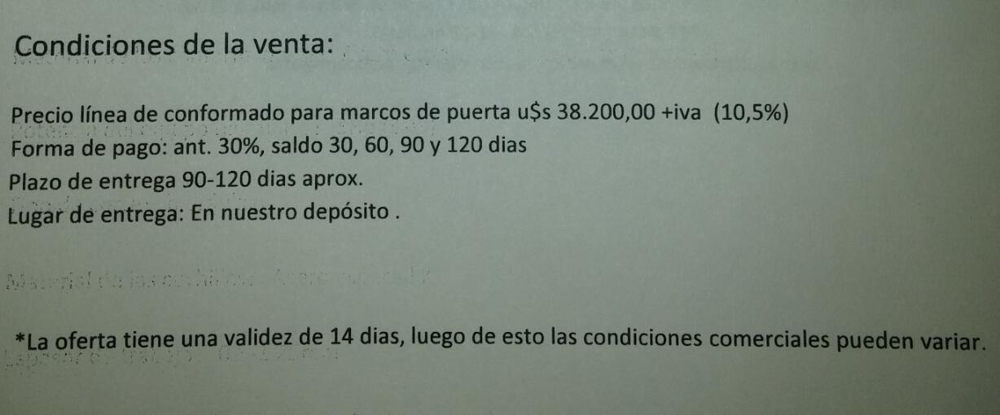 Condiciones de la venta:
Precio línea de conformado para marcos de puerta u$s 38.200,00 +iva (10,5%)
Forma de pago: ant. 30%, saldo 30, 60, 90 y 120 dias
Plazo de entrega 90-120 dias aprox.
Lugar de entrega: En nuestro depósito .
*La oferta tiene una validez de 14 dias, luego de esto las condiciones comerciales pueden variar.